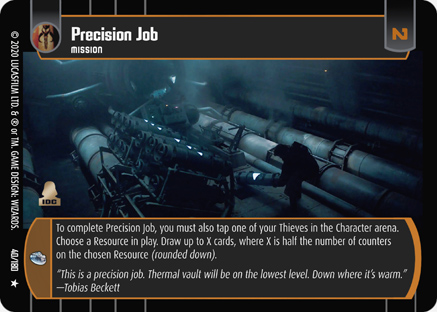 Precision Job
MISSION
N
© 2020 LUCASFILM LTD. & ® or TM. GAME DESIGN: WIZARDS.
IDC
40/180
To complete Precision Job, you must also tap one of your Thieves in the Character arena.
Choose a Resource in play. Draw up to X cards, where X is half the number of counters
on the chosen Resource (rounded down).
"This is a precision job. Thermal vault will be on the lowest level. Down where it's warm."
—Tobias Beckett